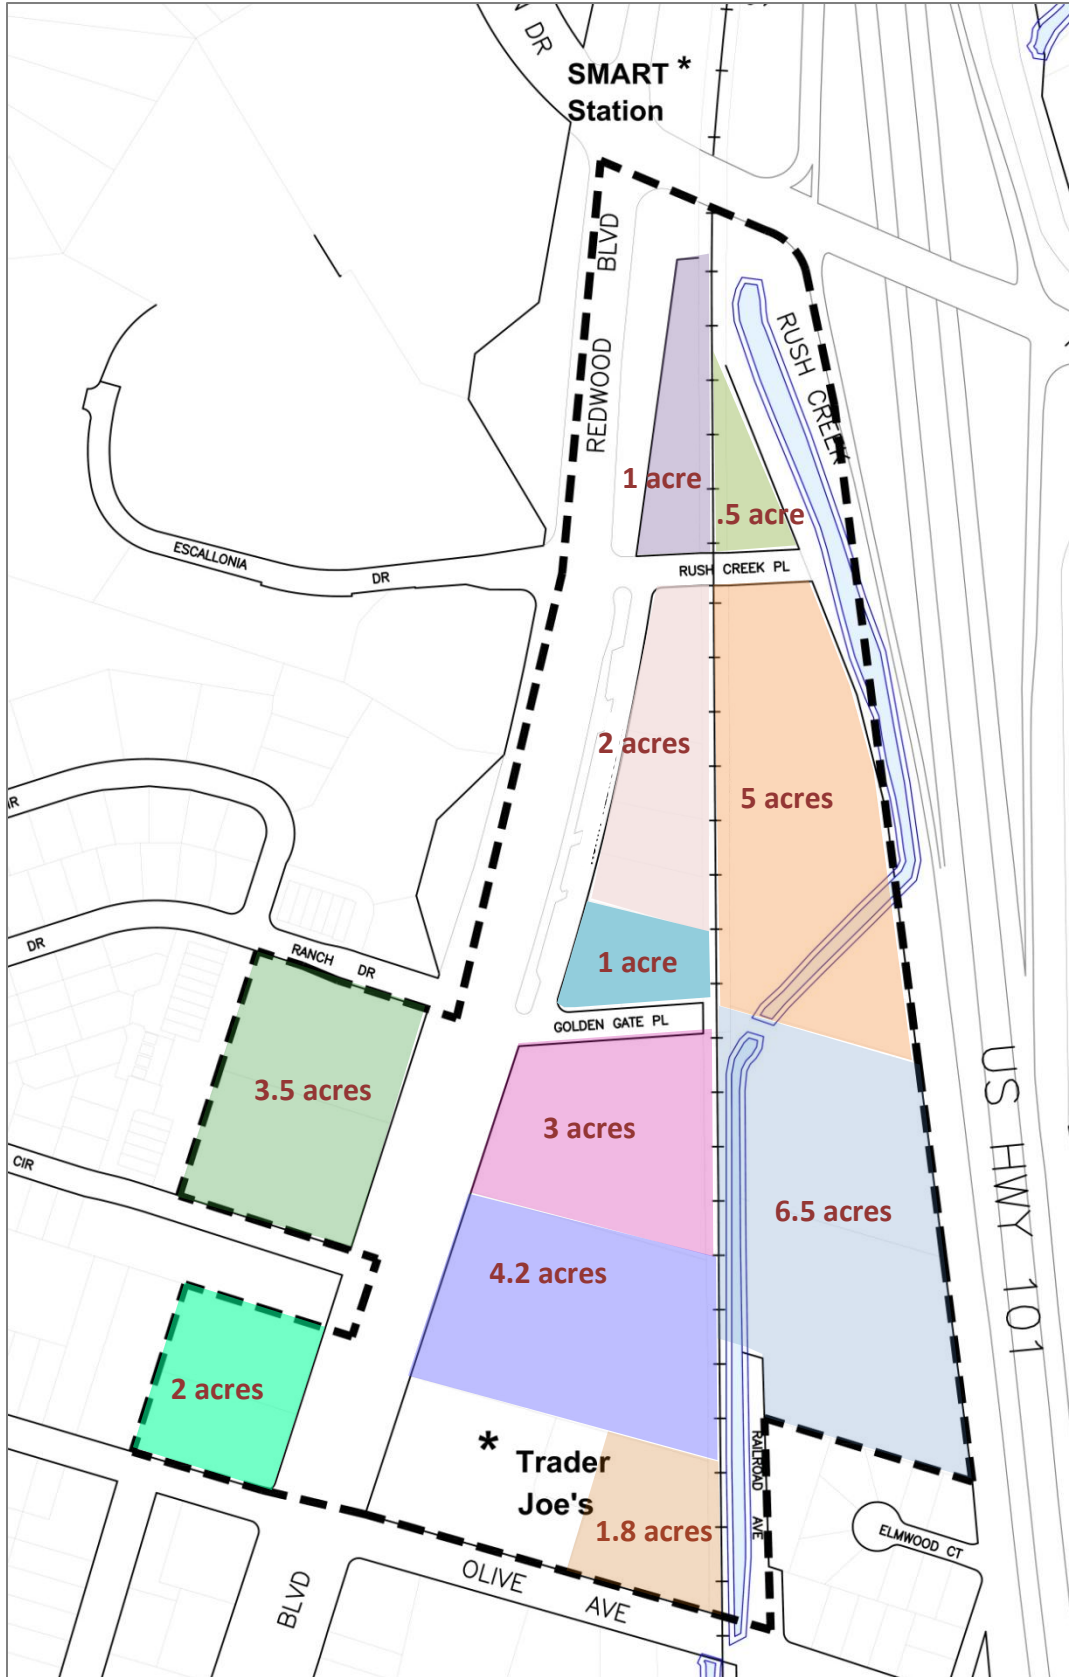 N DR
SMART *
Station
REDWOOD BLVD
RUSH CREEK
1 acre
.5 acre
ESCALLONIA DR
RUSH CREEK PL
2 acres
5 acres
IR
DR
RANCH DR
1 acre
GOLDEN GATE PL
3.5 acres
3 acres
CIR
6.5 acres
US HWY 101
4.2 acres
2 acres
* Trader
Joe's
RAILROAD AVE
1.8 acres
ELMWOOD CT
OLIVE AVE
BLVD